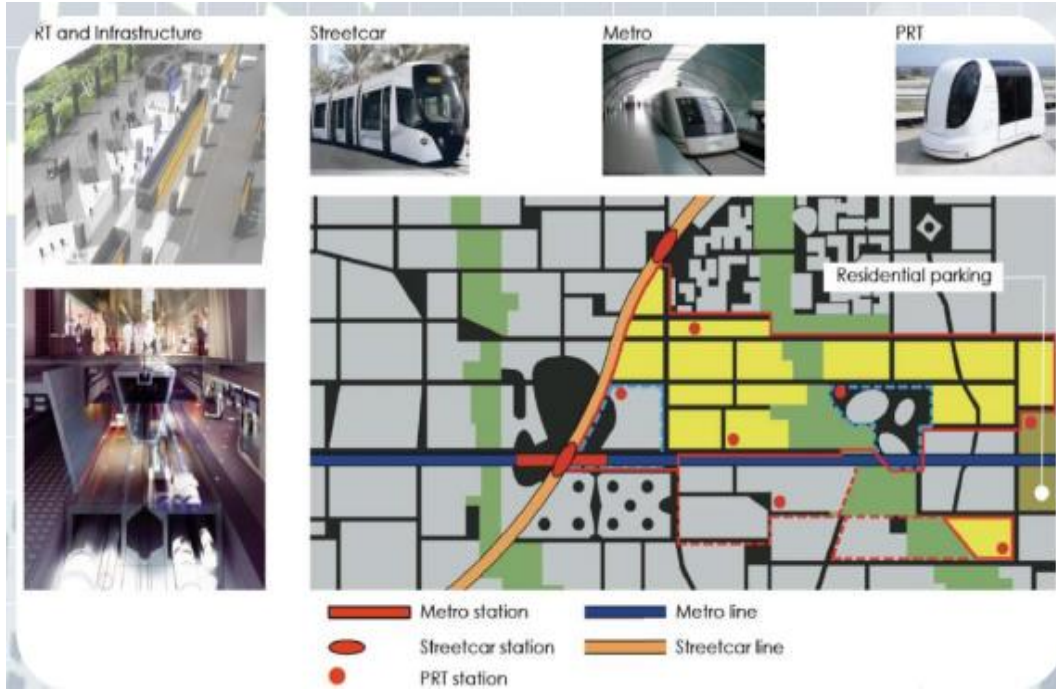 RT and Infrastructure
Streetcar
Metro
PRT
Residential parking
Metro station
Metro line
Streetcar station
Streetcar line
PRT station